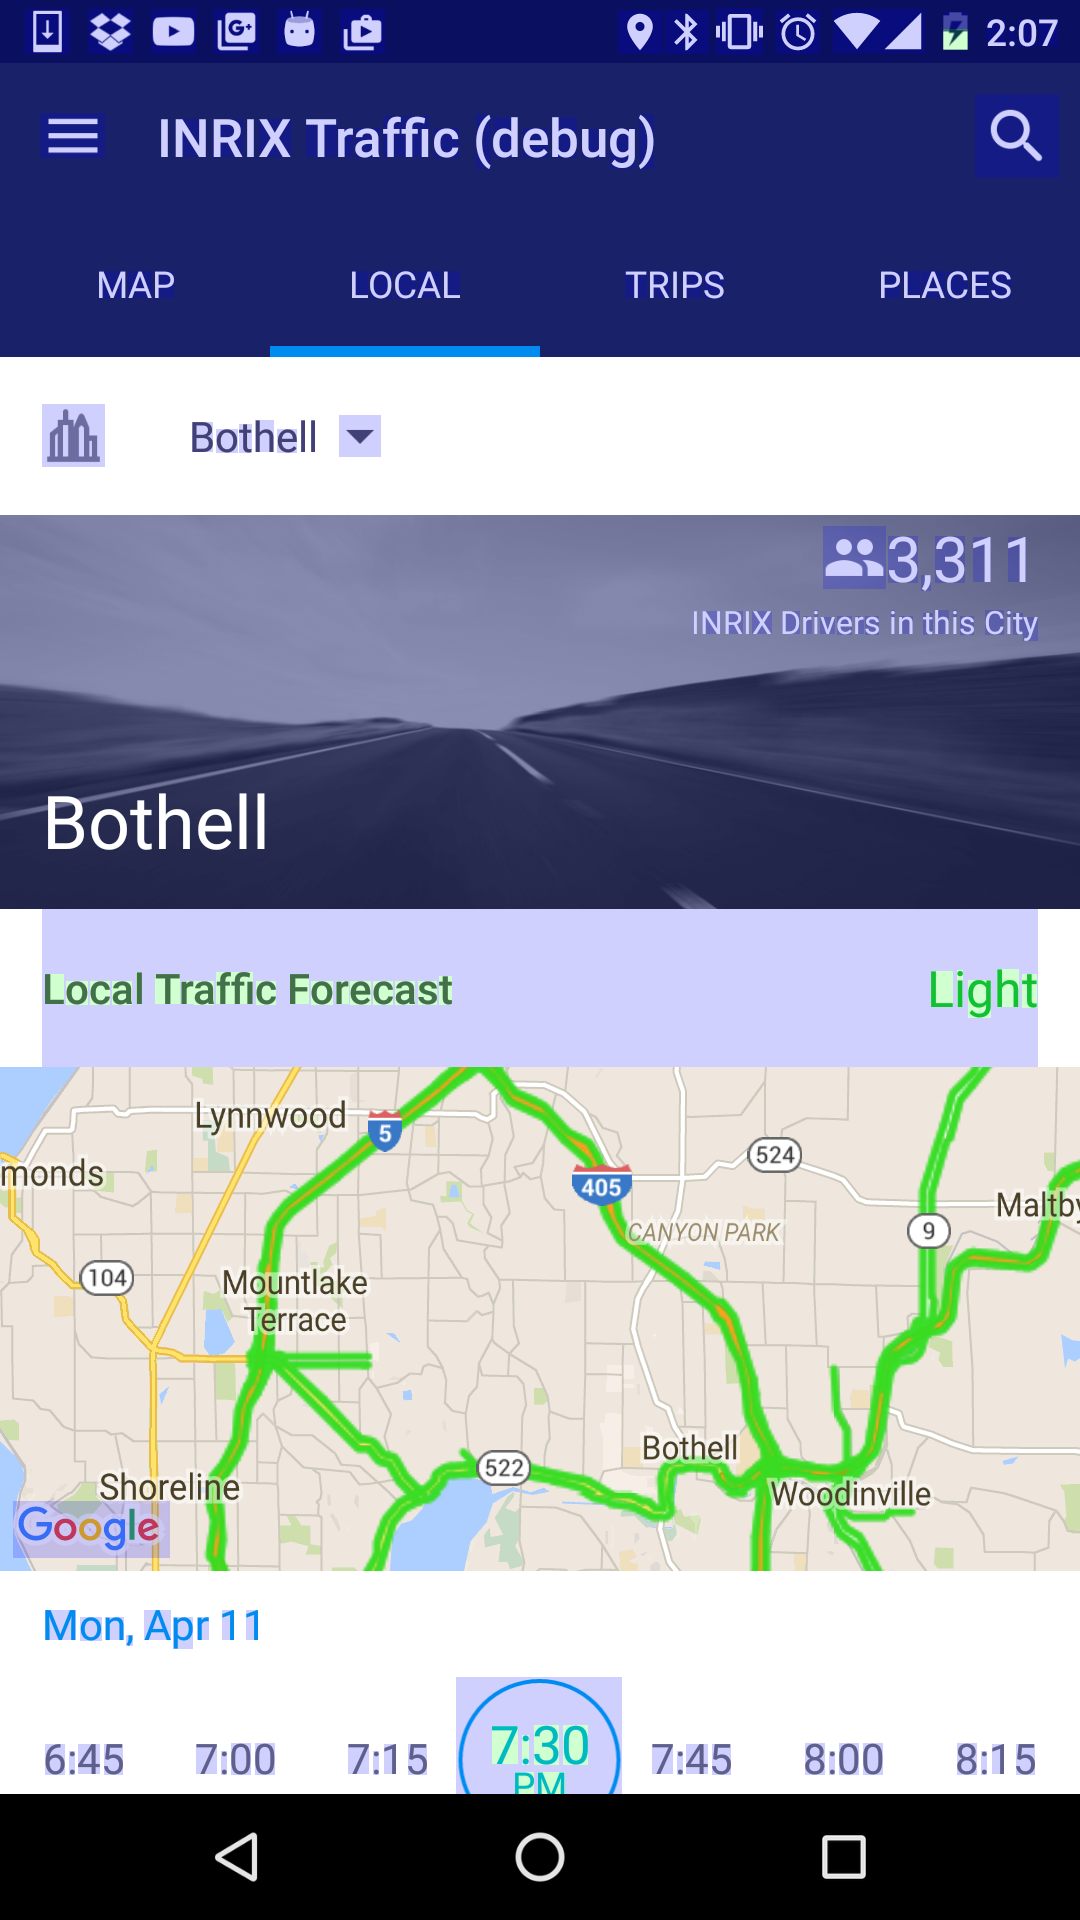 2:07
INRIX Traffic (debug)
MAP LOCAL TRIPS PLACES
Bothell
3,311
INRIX Drivers in this City
Bothell
Local Traffic Forecast Light
Lynnwood
5
524
monds
405
Maltby
CANYON PARK
9
104
Mountlake
Terrace
Bothell
522
Shoreline
Woodinville
Google
Mon, Apr 11
6:45 7:00 7:15 7:30 7:45 8:00 8:15
PM